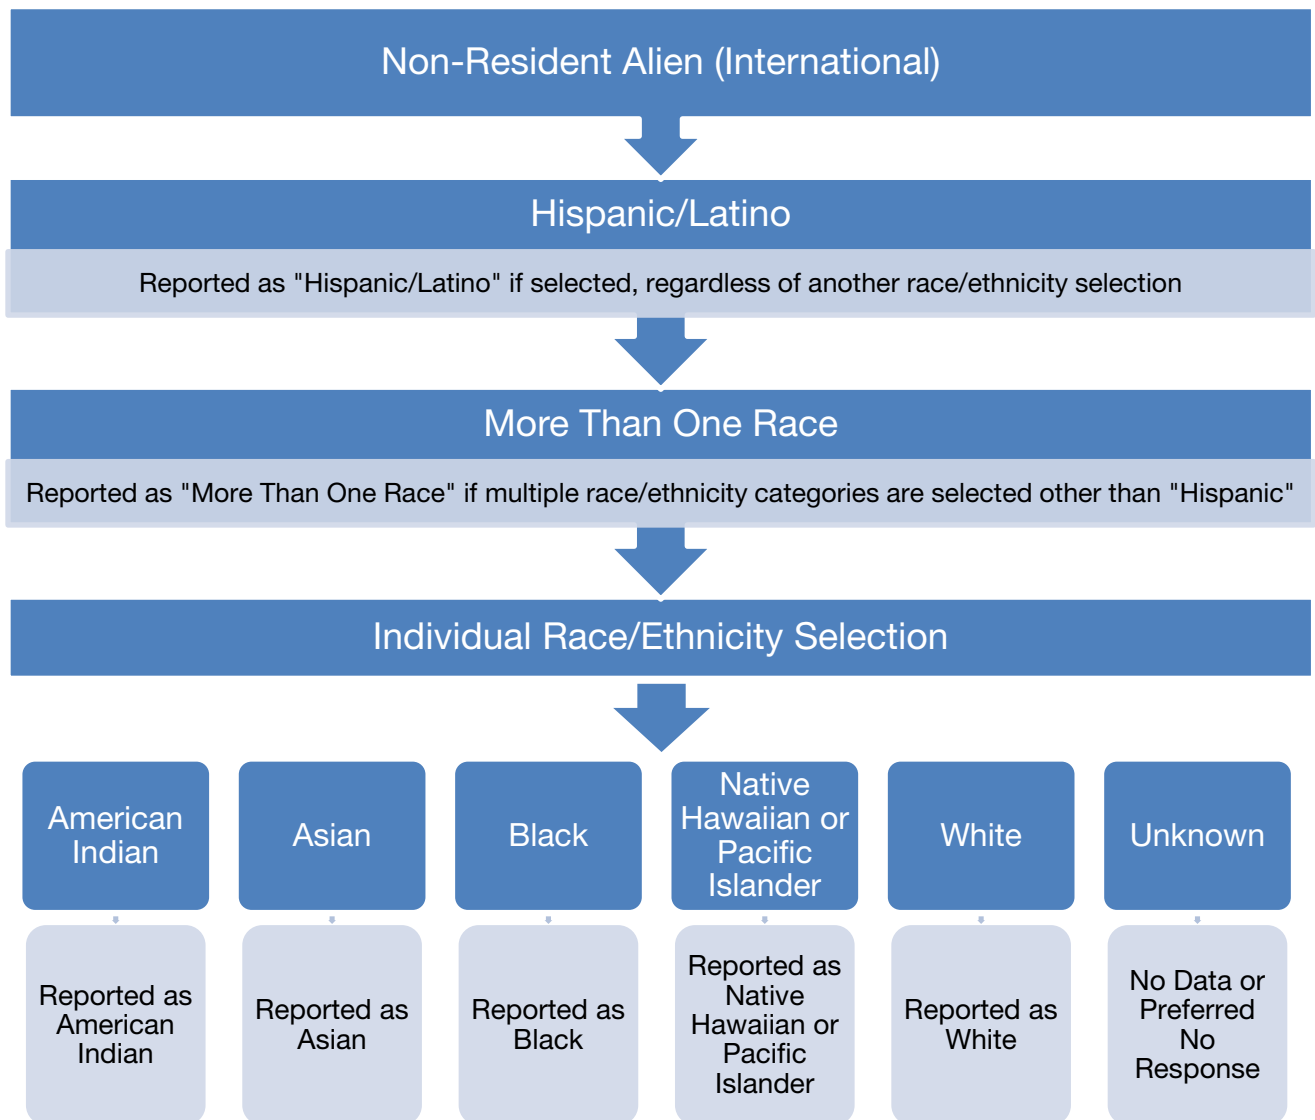 Non-Resident Alien (International)
Hispanic/Latino
Reported as "Hispanic/Latino" if selected, regardless of another race/ethnicity selection
More Than One Race
Reported as "More Than One Race" if multiple race/ethnicity categories are selected other than "Hispanic"
Individual Race/Ethnicity Selection
American
Indian
Asian
Black
Native
Hawaiian or
Pacific
Islander
White
Unknown
Reported as
American
Indian
Reported as
Asian
Reported as
Black
Reported as
Native
Hawaiian or
Pacific
Islander
Reported as
White
No Data or
Preferred
No
Response